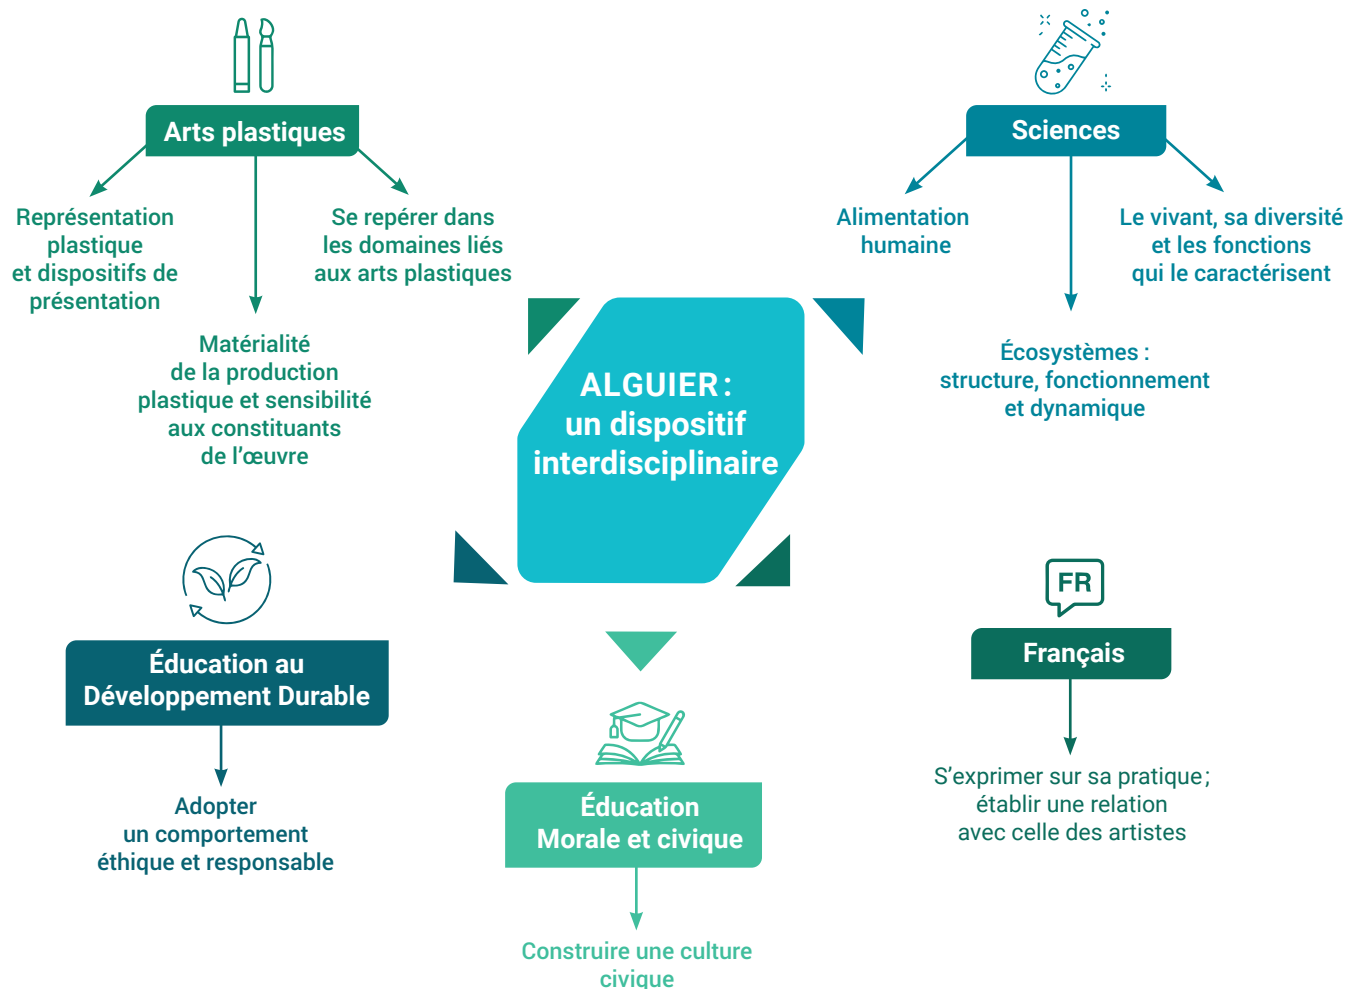 Arts plastiques
Représentation
plastique
et dispositifs de
présentation
Matérialité
de la production
plastique et sensibilité
aux constituants
de l’œuvre
Se repérer dans
les domaines liés
aux arts plastiques
Sciences
Alimentation
humaine
Écosystèmes :
structure, fonctionnement
et dynamique
Le vivant, sa diversité
et les fonctions
qui le caractérisent
ALGUIER :
un dispositif
interdisciplinaire
Éducation au
Développement Durable
Adopter
un comportement
éthique et responsable
Éducation
Morale et civique
Construire une culture
civique
FR
Français
S’exprimer sur sa pratique ;
établir une relation
avec celle des artistes